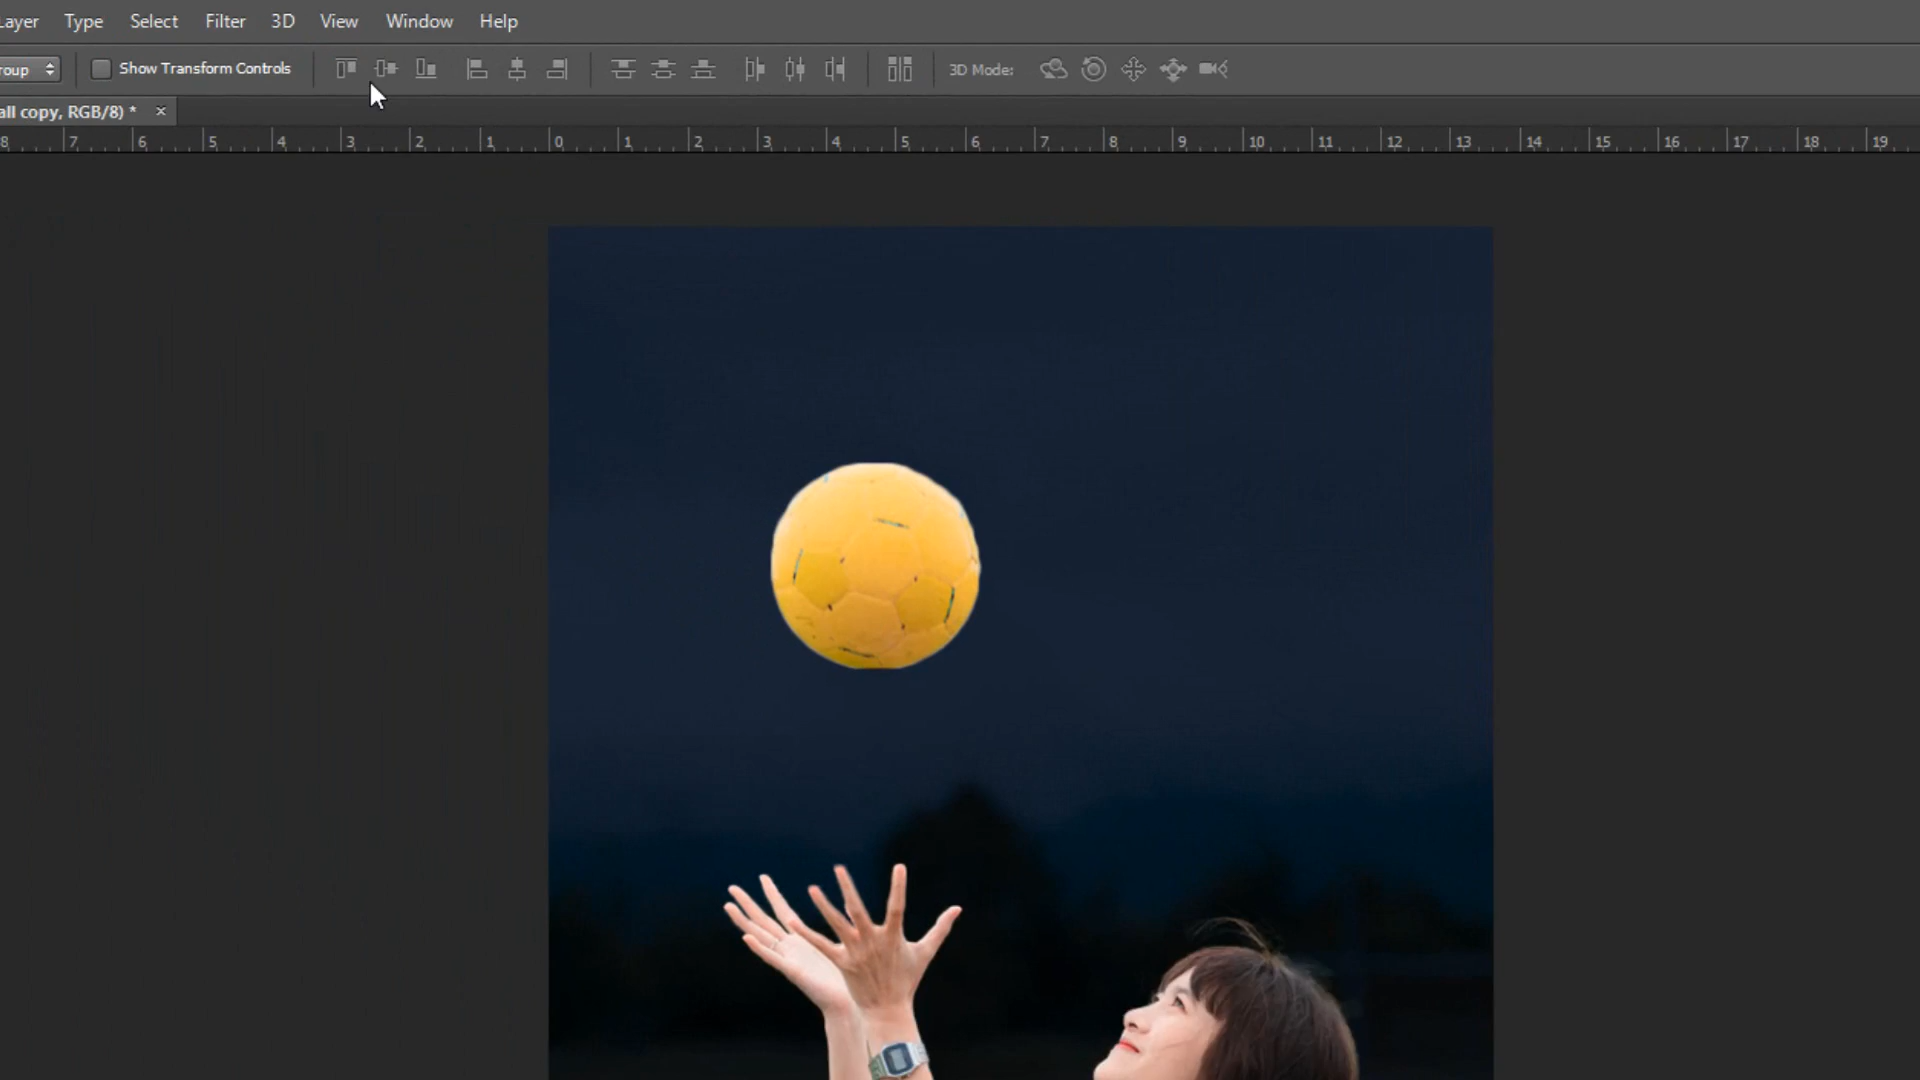 Layer Type Select Filter 3D View Window Help
roup Show Transform Controls 3D Mode:
all copy, RGB/8) * ×
8 7 6 5 4 3 2 1 0 1 2 3 4 5 6 7 8 9 10 11 12 13 14 15 16 17 18 19